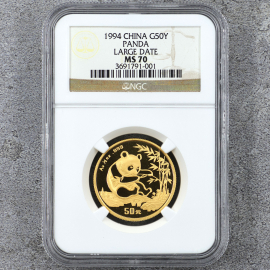 1994 CHINA G50Y
PANDA
LARGE DATE
MS 70
3691791-001
NGC
50元